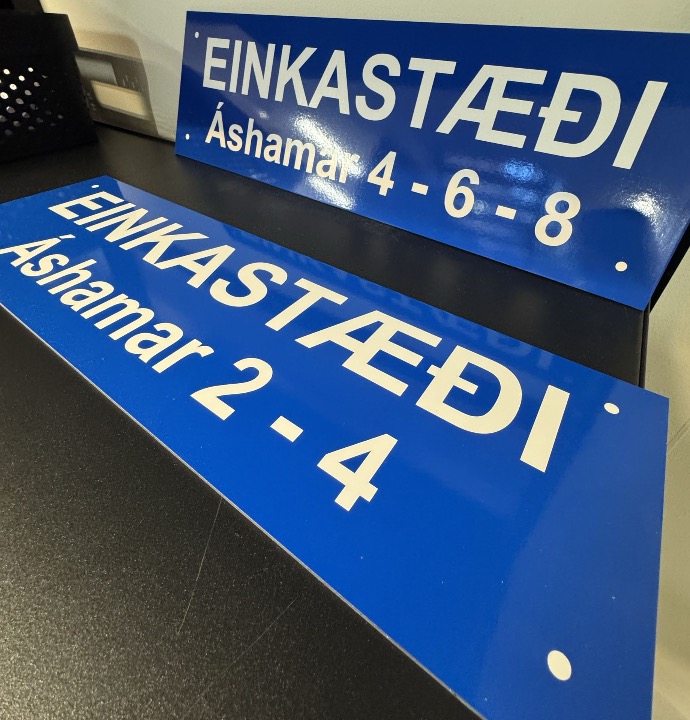 EINKASTÆÐI
Áshamar 4 - 6 - 8
EINKASTÆÐI
Áshamar 2 - 4